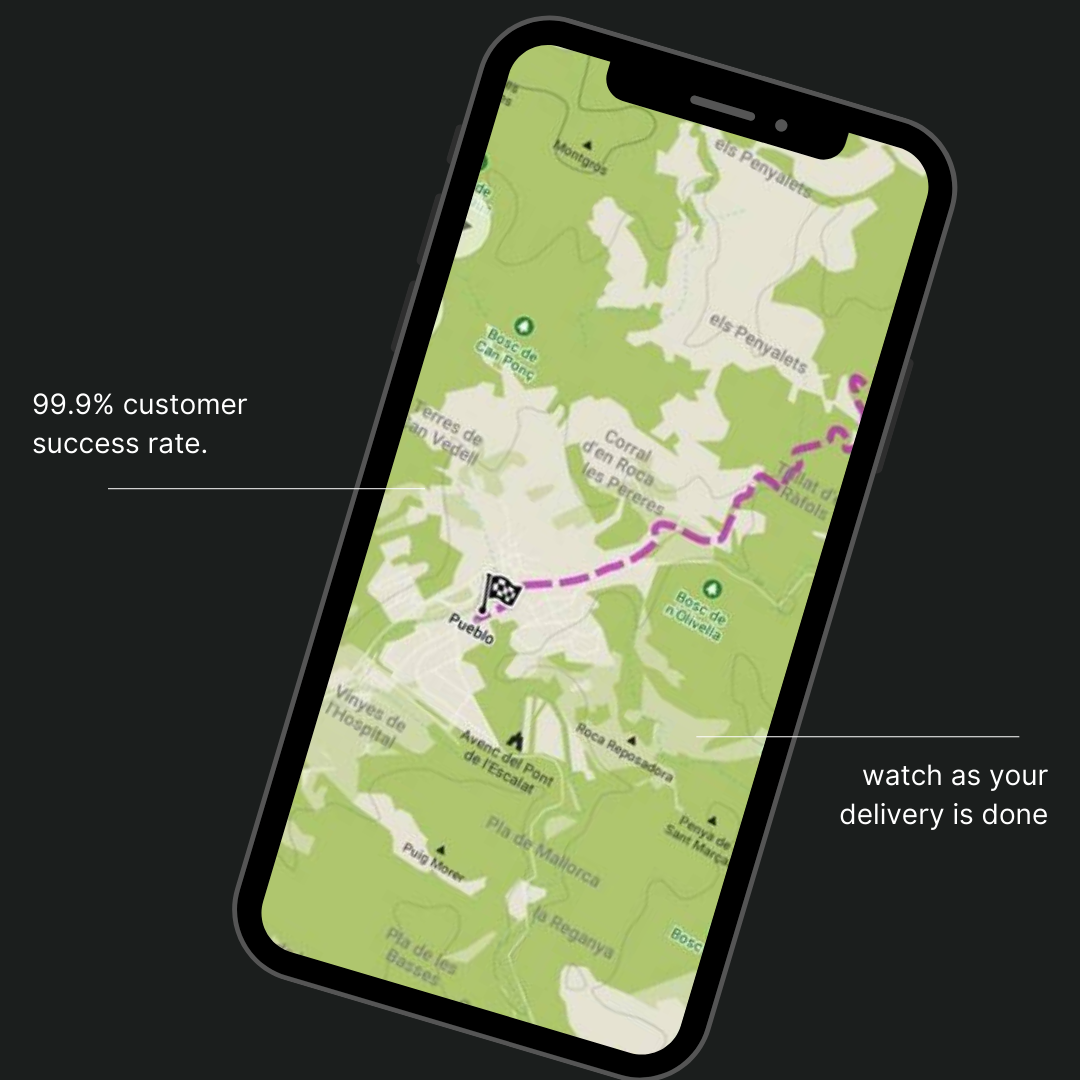 els Penyalets
Montgrós
de,
els Penyalets
Bosc de
Can Ponç
99.9% customer
success rate.
Terres de
Can Vedell
Corral
d'en Roca
les Pereres
Tallat d'
Ràfols
Bosc de
n'Olivella
Pueblo
Vinyes de
l'Hospital
Avenc del Pont
de l'Escalat
Roca Reposadora
watch as your
delivery is done
Penya de
Sant Marça
Pla de Mallorca
Puig Morer
la Reganya
Pla de les
Basses
Bosc